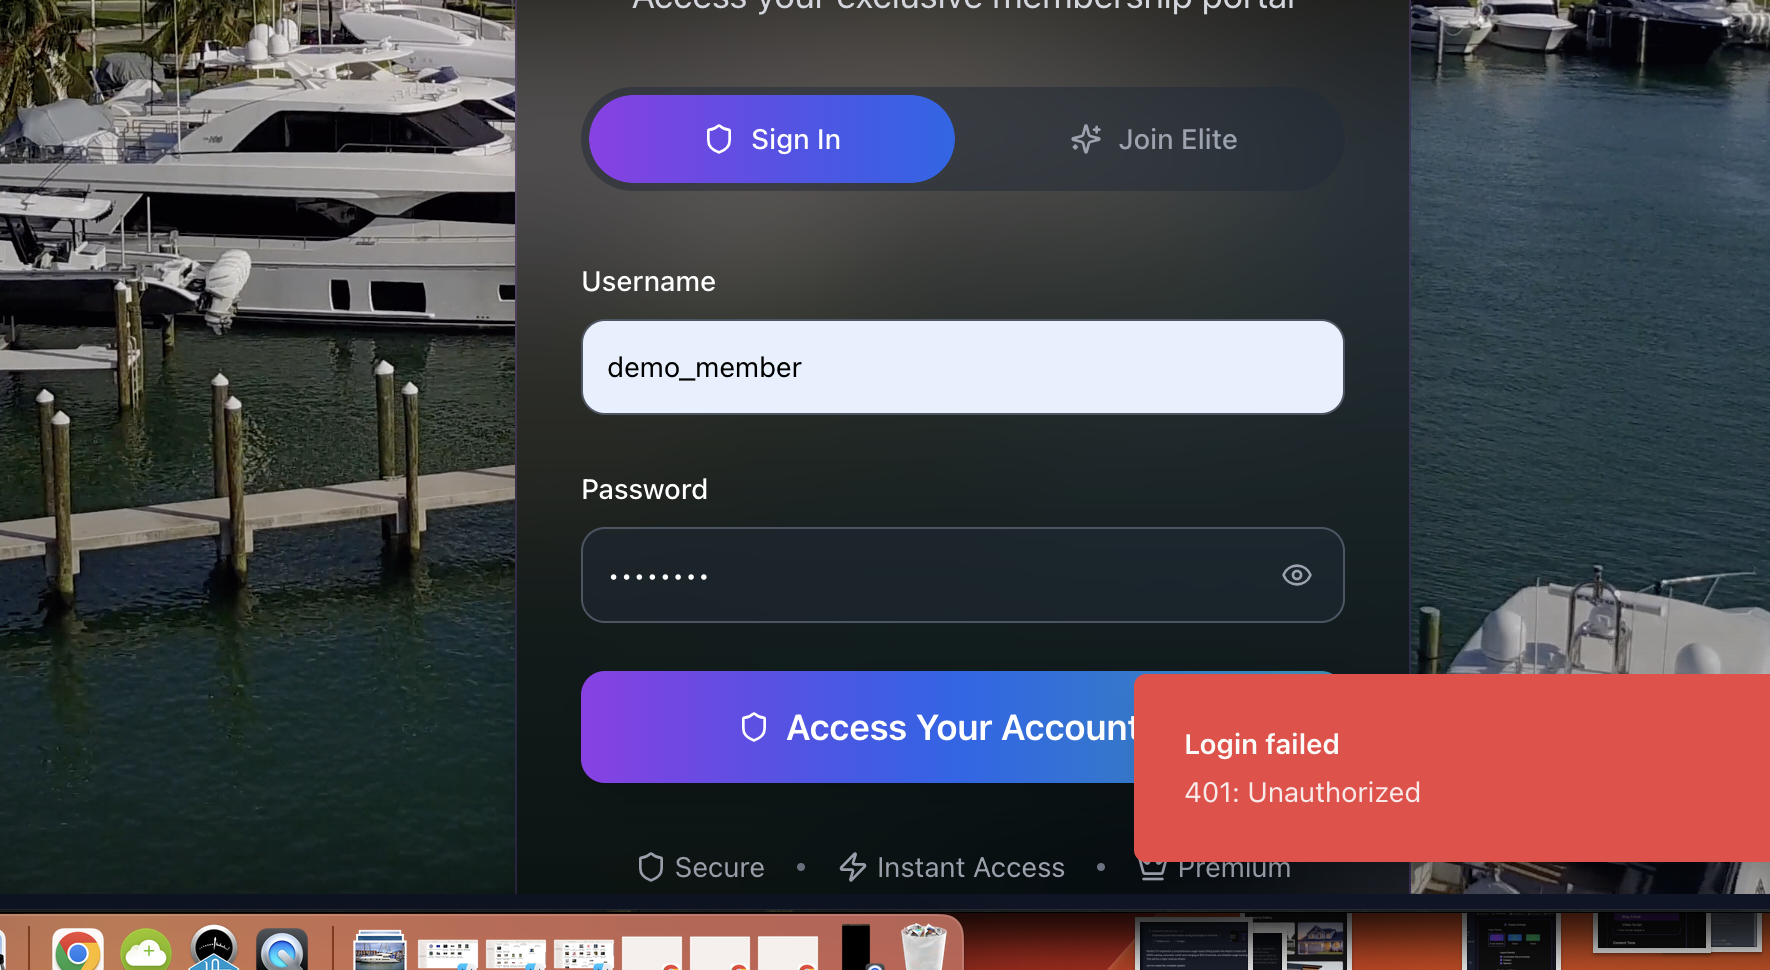 Access your exclusive membership portal
Sign In
Join Elite
Username
demo_member
Password
Access Your Account
Login failed
401: Unauthorized
Secure • Instant Access • Premium